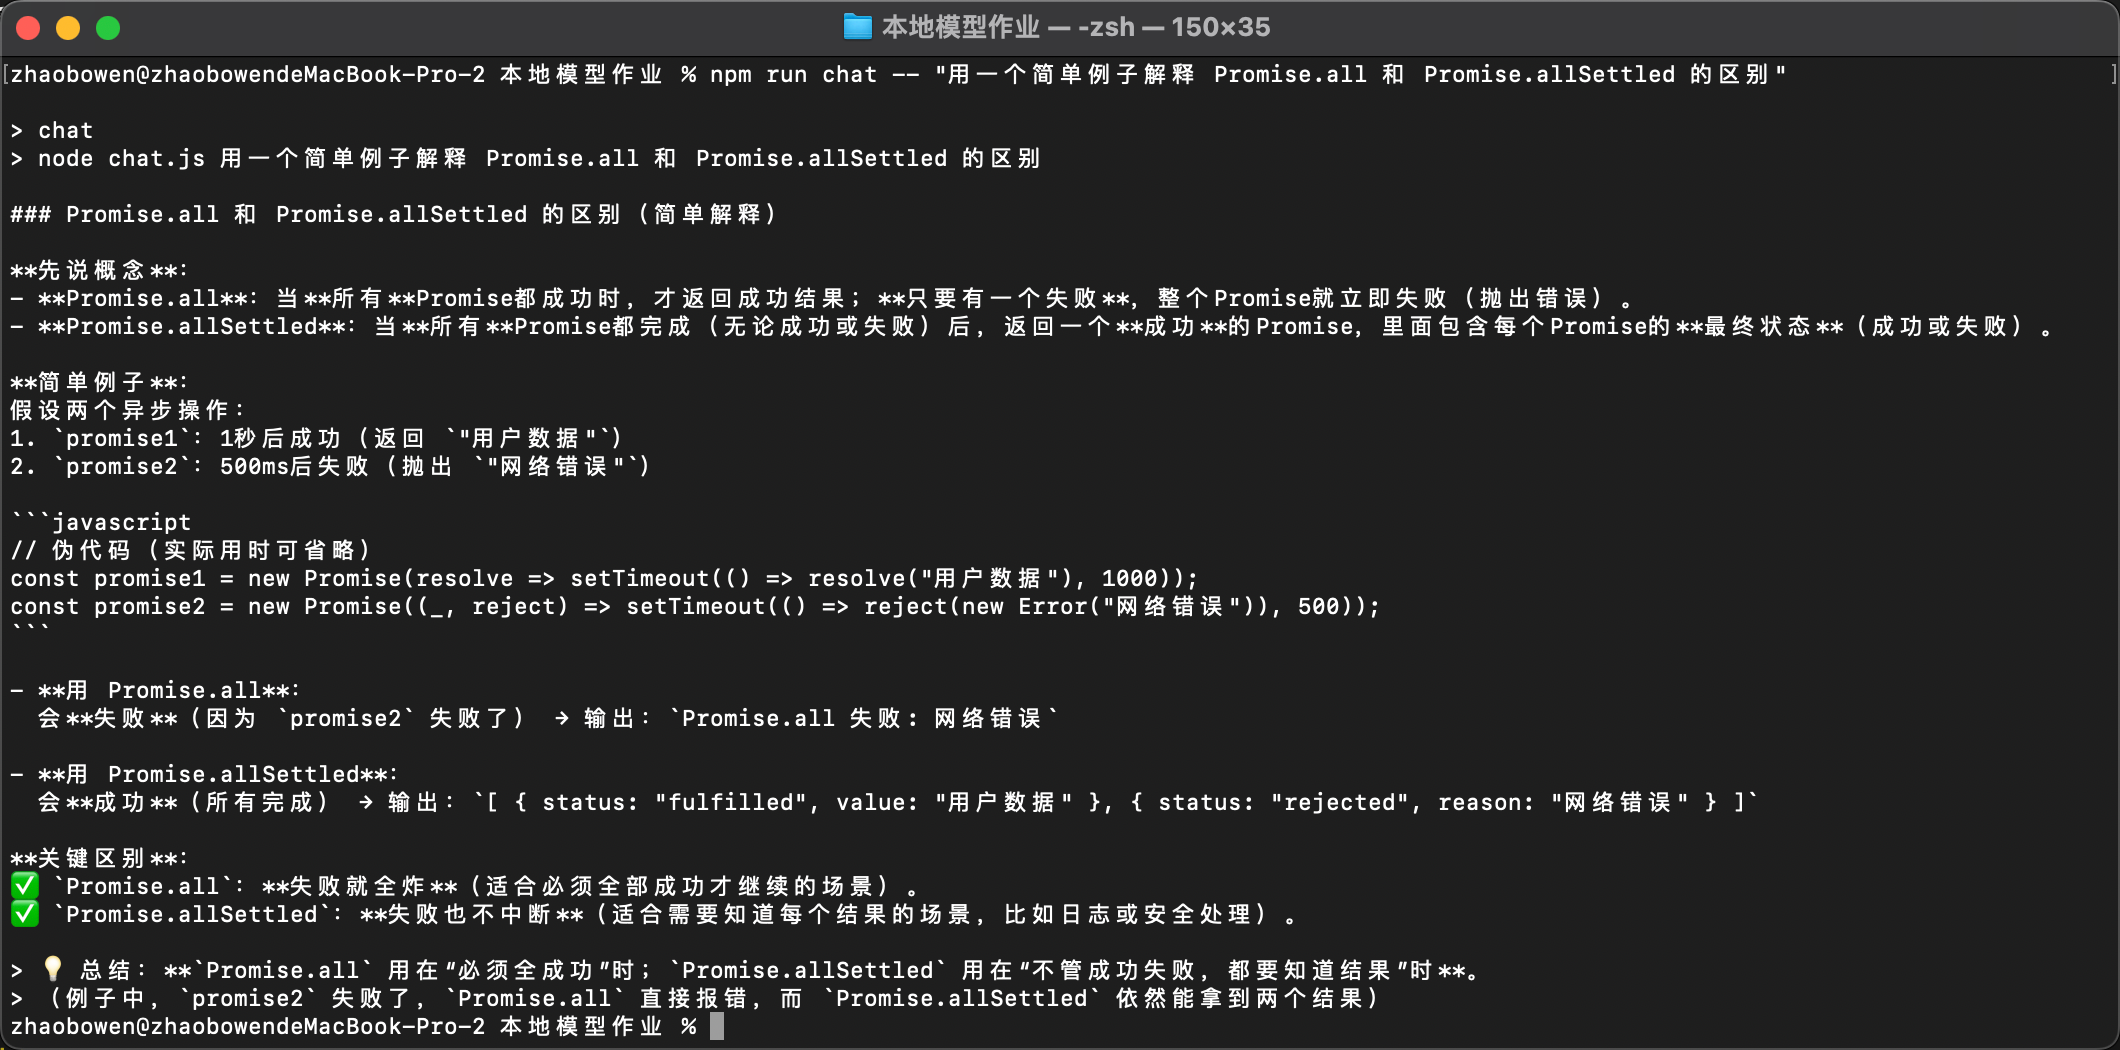 本地模型作业 — -zsh — 150×35
[zhaobowen@zhaobowendeMacBook-Pro-2 本地模型作业 % npm run chat -- "用一个简单例子解释 Promise.all 和 Promise.allSettled 的区别" ]
> chat
> node chat.js 用一个简单例子解释 Promise.all 和 Promise.allSettled 的区别
### Promise.all 和 Promise.allSettled 的区别（简单解释）
**先说概念**：
- **Promise.all**：当**所有**Promise都成功时，才返回成功结果；**只要有一个失败**，整个Promise就立即失败（抛出错误）。
- **Promise.allSettled**：当**所有**Promise都完成（无论成功或失败）后，返回一个**成功**的Promise，里面包含每个Promise的**最终状态**（成功或失败）。
**简单例子**：
假设两个异步操作：
1. `promise1`：1秒后成功（返回 `"用户数据"`）
2. `promise2`：500ms后失败（抛出 `"网络错误"`）
```javascript
// 伪代码（实际用时可省略）
const promise1 = new Promise(resolve => setTimeout(() => resolve("用户数据"), 1000));
const promise2 = new Promise((_, reject) => setTimeout(() => reject(new Error("网络错误")), 500));
```
- **用 Promise.all**：
会**失败**（因为 `promise2` 失败了） → 输出：`Promise.all 失败: 网络错误`
- **用 Promise.allSettled**：
会**成功**（所有完成） → 输出：`[ { status: "fulfilled", value: "用户数据" }, { status: "rejected", reason: "网络错误" } ]`
**关键区别**：
✅ `Promise.all`：**失败就全炸**（适合必须全部成功才继续的场景）。
✅ `Promise.allSettled`：**失败也不中断**（适合需要知道每个结果的场景，比如日志或安全处理）。
> 💡 总结：**`Promise.all` 用在“必须全成功”时；`Promise.allSettled` 用在“不管成功失败，都要知道结果”时**。
> （例子中，`promise2` 失败了，`Promise.all` 直接报错，而 `Promise.allSettled` 依然能拿到两个结果）
zhaobowen@zhaobowendeMacBook-Pro-2 本地模型作业 %